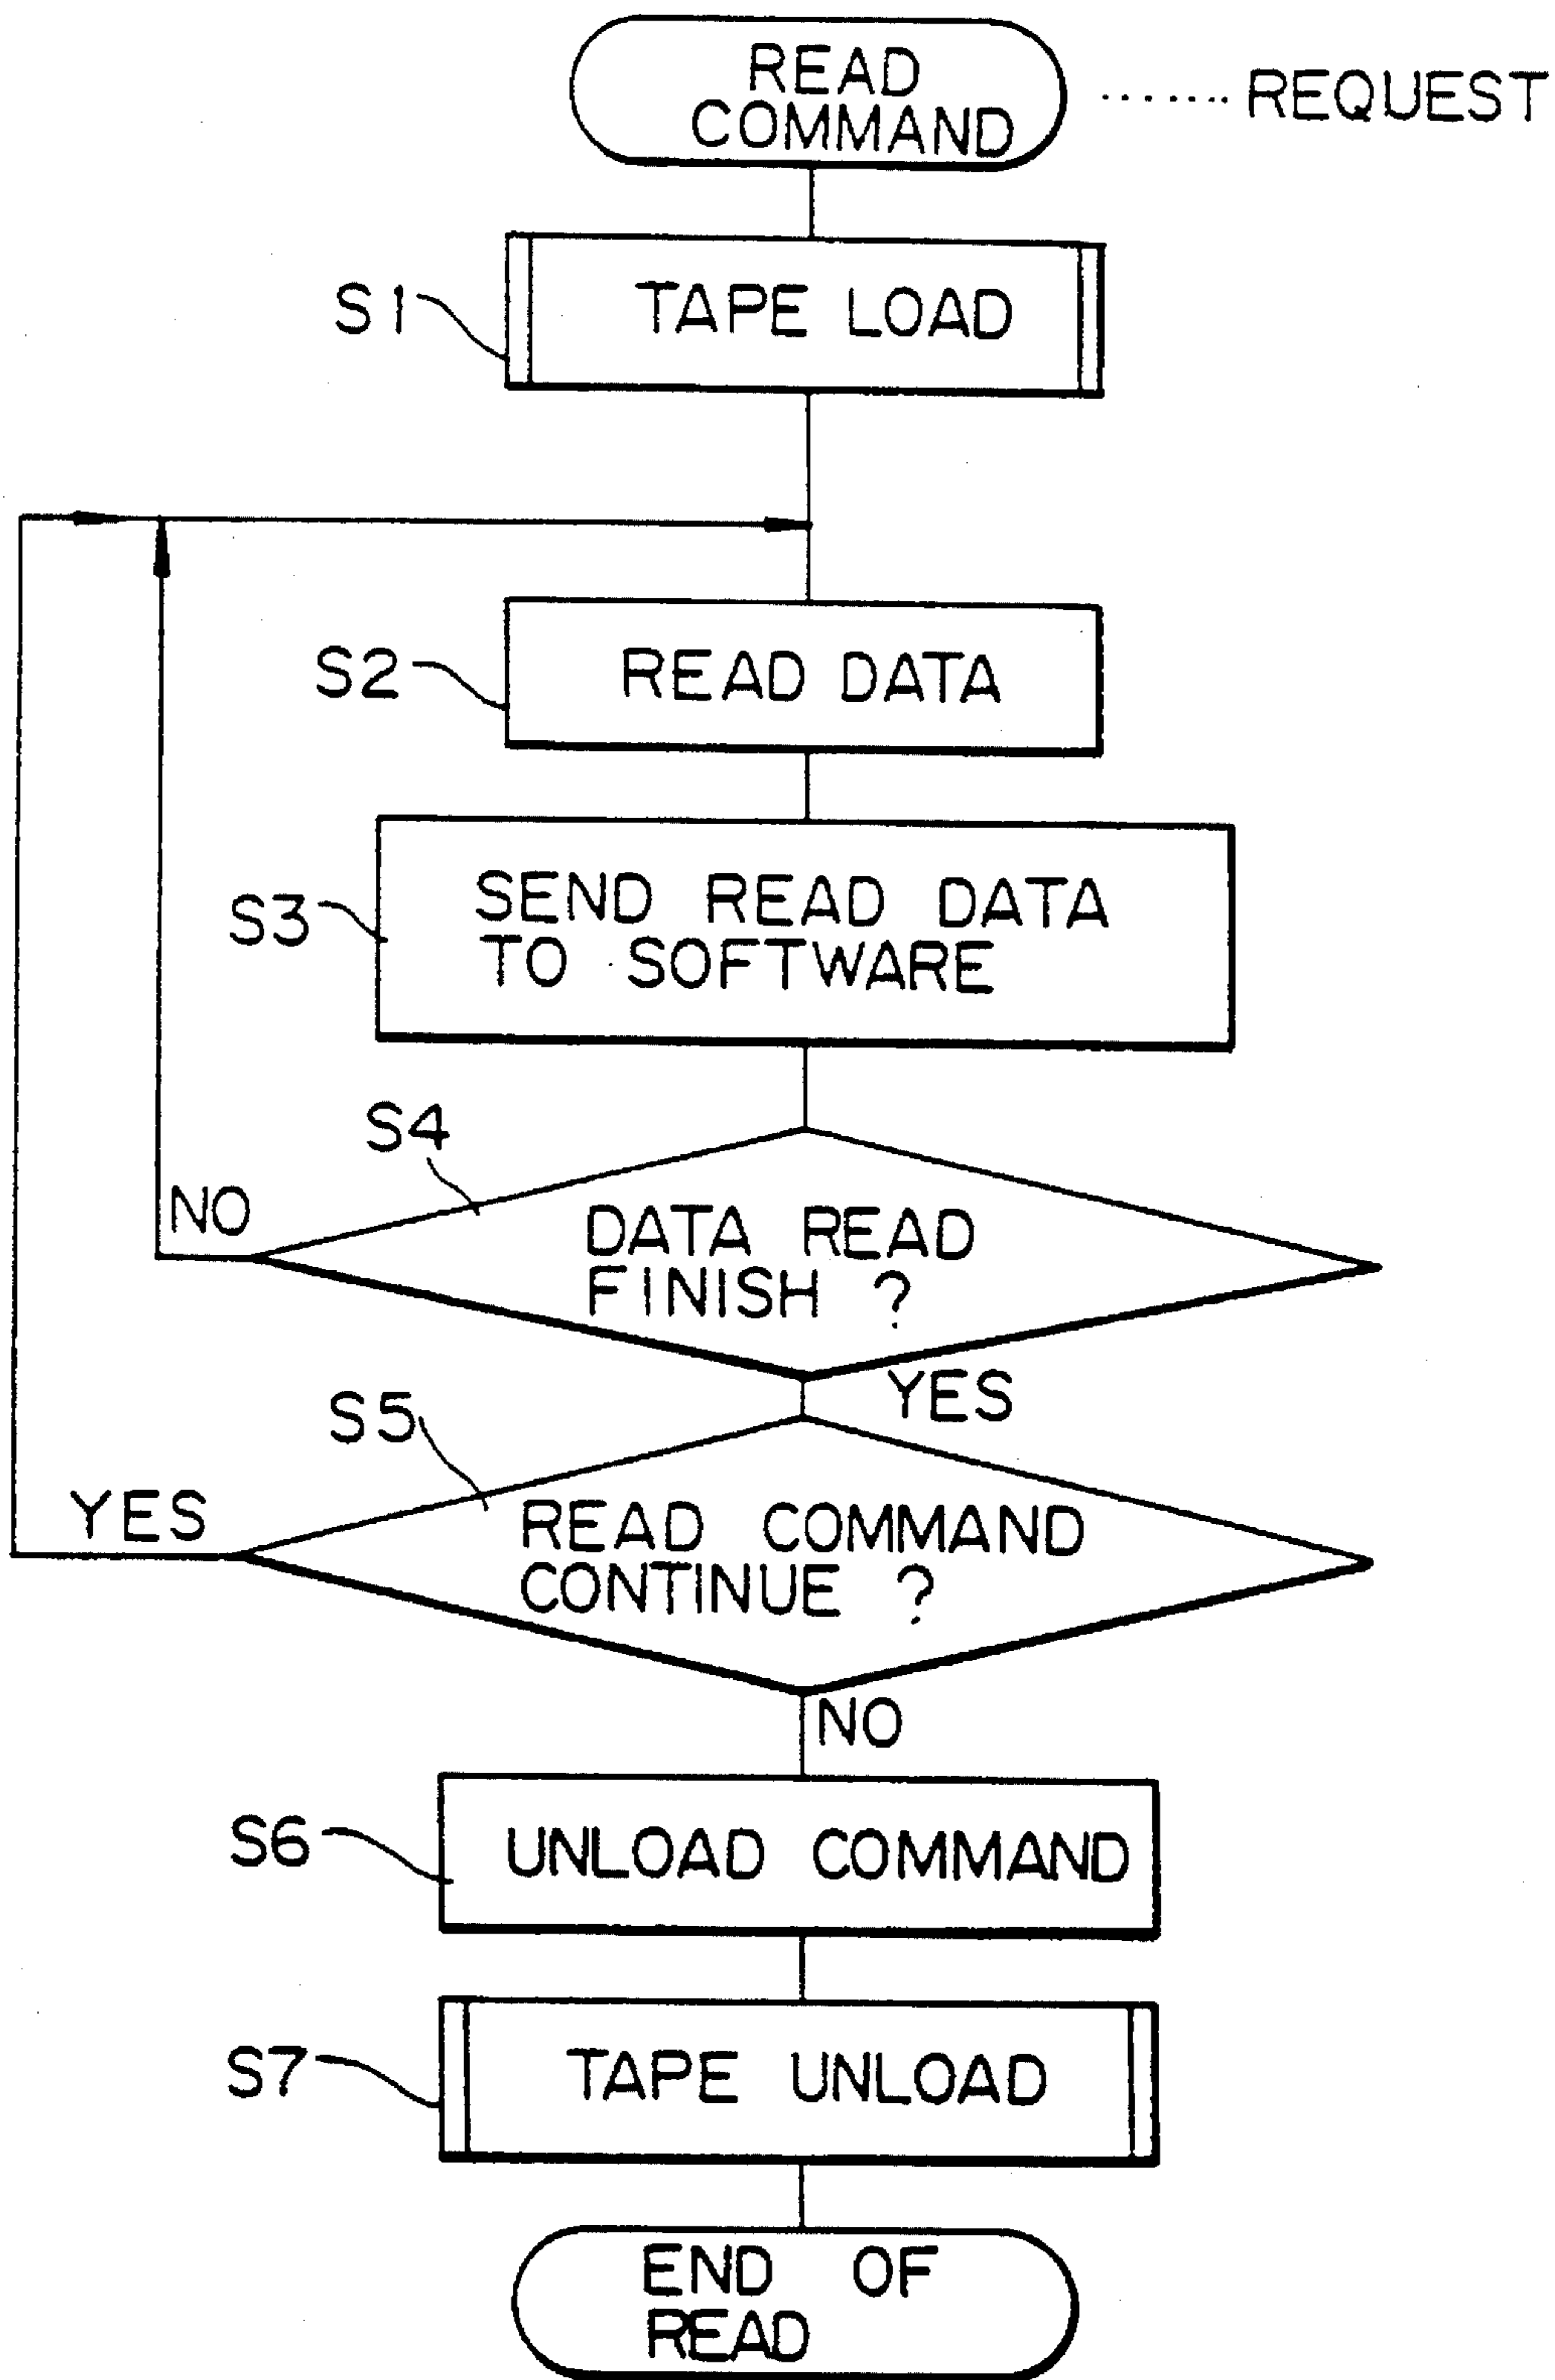 READ
COMMAND
...... REQUEST
S1
TAPE LOAD
S2
READ DATA
S3
SEND READ DATA
TO SOFTWARE
S4
NO
DATA READ
FINISH ?
YES
S5
YES
READ COMMAND
CONTINUE ?
NO
S6
UNLOAD COMMAND
S7
TAPE UNLOAD
END OF
READ